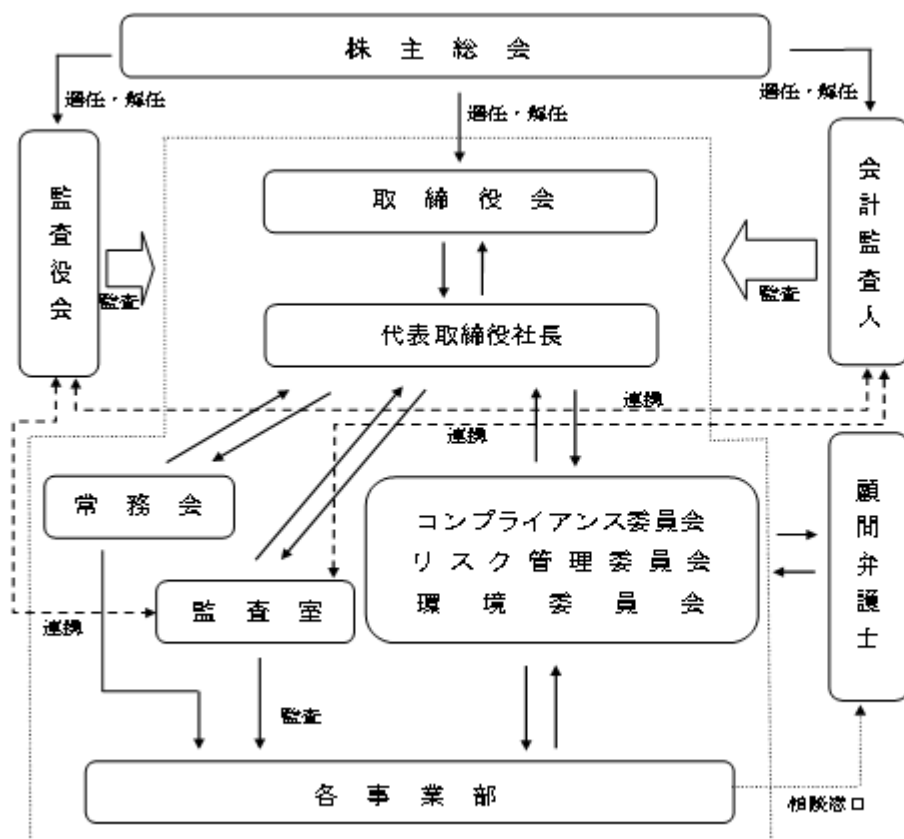 株主総会
選任・解任
選任・解任
選任・解任
監査役会
取締役会
会計監査人
監査
監査
代表取締役社長
連携
連携
常務会
コンプライアンス委員会
リスク管理委員会
環境委員会
顧問弁護士
監査室
連携
監査
各事業部
相談窓口